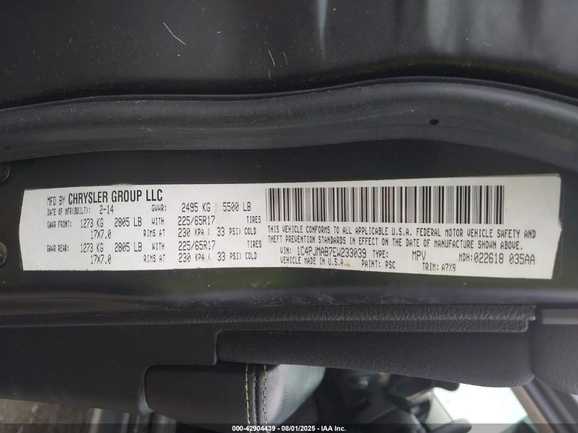 MFD BY CHRYSLER GROUP LLC
DATE OF MFR(BUILT): 2-14 GVWR: 2495 KG / 5500 LB
GAWR FRONT: 1273 KG 2805 LB WITH 225/65R17 TIRES
17X7.0 RIMS AT 230 KPA ( 33 PSI) COLD
GAWR REAR: 1273 KG 2805 LB WITH 225/65R17 TIRES
17X7.0 RIMS AT 230 KPA ( 33 PSI) COLD
THIS VEHICLE CONFORMS TO ALL APPLICABLE U.S.A. FEDERAL MOTOR VEHICLE SAFETY AND
THEFT PREVENTION STANDARDS IN EFFECT ON THE DATE OF MANUFACTURE SHOWN ABOVE.
VIN: 1C4PJMAB7EW233039 TYPE: MPV MDH:022618 035AA
VEHICLE MADE IN U.S.A. PAINT: PSC TRIM: A7X9
000-42904439 - 08/01/2025 - IAA Inc.